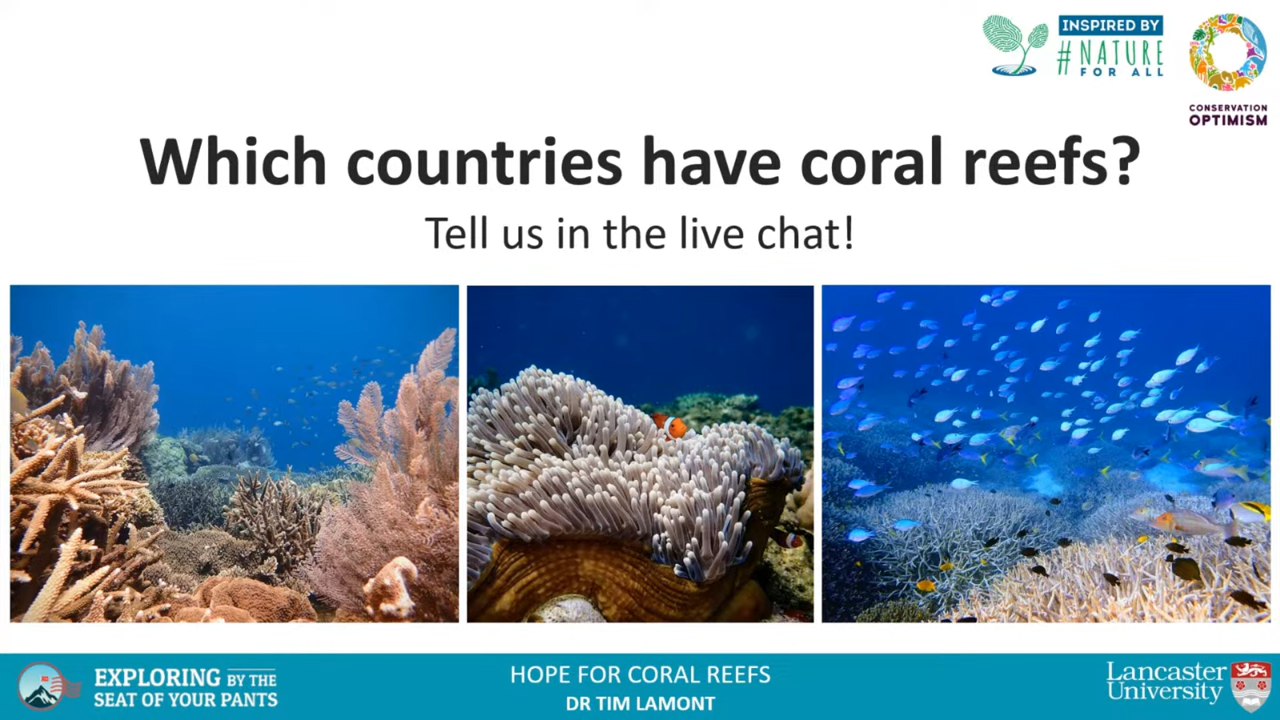 INSPIRED BY
#NATURE
FOR ALL
CONSERVATION
OPTIMISM
Which countries have coral reefs?
Tell us in the live chat!
EXPLORING BY THE
SEAT OF YOUR PANTS
HOPE FOR CORAL REEFS
DR TIM LAMONT
Lancaster
University